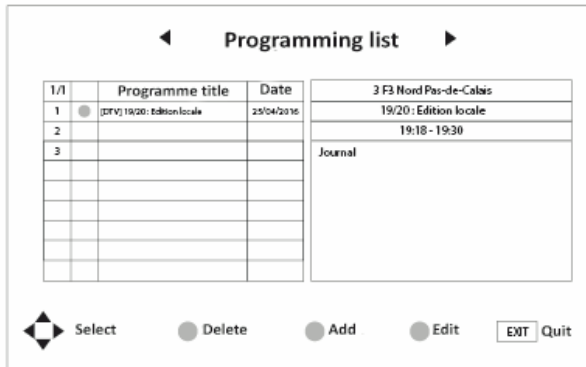 Programming list
1/1 Programme title Date
1 [DTV] 19/20 : Edition locale 25/04/2016
2
3
3 F3 Nord Pas-de-Calais
19/20 : Edition locale
19:18 - 19:30
Journal
Select Delete Add Edit EXIT Quit